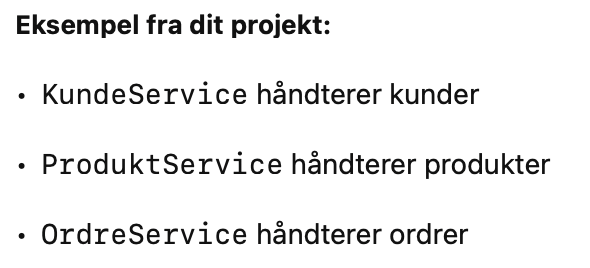 Eksempel fra dit projekt:
• KundeService håndterer kunder
• ProduktService håndterer produkter
• OrdreService håndterer ordrer